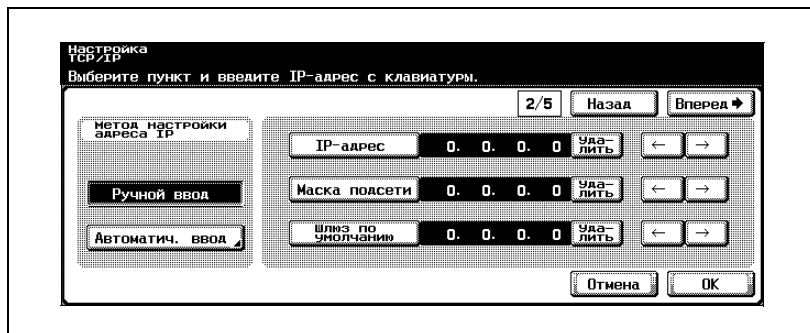 Настройка
TCP/IP
Выберите пункт и введите IP-адрес с клавиатуры.
2/5 Назад Вперед
Метод настройки
адреса IP
IP-адрес 0. 0. 0. 0 Уда-
лить ← →
Ручной ввод
Маска подсети 0. 0. 0. 0 Уда-
лить ← →
Автоматич. ввод
Шлюз по
умолчанию 0. 0. 0. 0 Уда-
лить ← →
Отмена OK